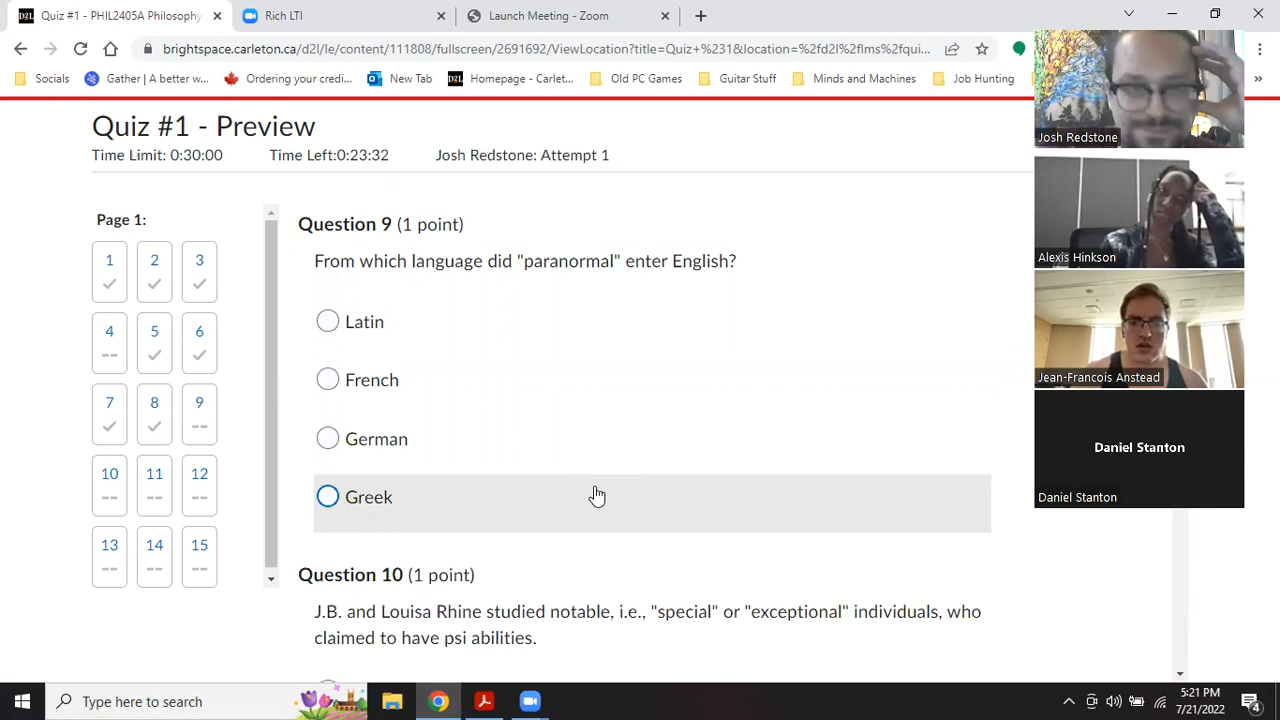 Quiz #1 - PHIL2405A Philosophy
Rich LTI
Launch Meeting - Zoom
brightspace.carleton.ca/d2l/le/content/111808/fullscreen/2691692/ViewLocation?title=Quiz+%231&location=%2fd2l%2flms%2fqui...
Socials
Gather | A better w...
Ordering your credi...
New Tab
D2L Homepage - Carlet...
Old PC Games
Guitar Stuff
Minds and Machines
Job Hunting
»
Quiz #1 - Preview
Time Limit: 0:30:00 Time Left:0:23:32 Josh Redstone: Attempt 1
Page 1:
1 2 3
4 5 6
--
7 8 9
--
10 11 12
-- -- --
13 14 15
-- -- --
Question 9 (1 point)
From which language did "paranormal" enter English?
Latin
French
German
Greek
Question 10 (1 point)
J.B. and Louisa Rhine studied notable, i.e., "special" or "exceptional" individuals, who
claimed to have psi abilities.
Josh Redstone
Alexis Hinkson
Jean-Francois Anstead
Daniel Stanton
Daniel Stanton
Type here to search
5:21 PM
7/21/2022
4